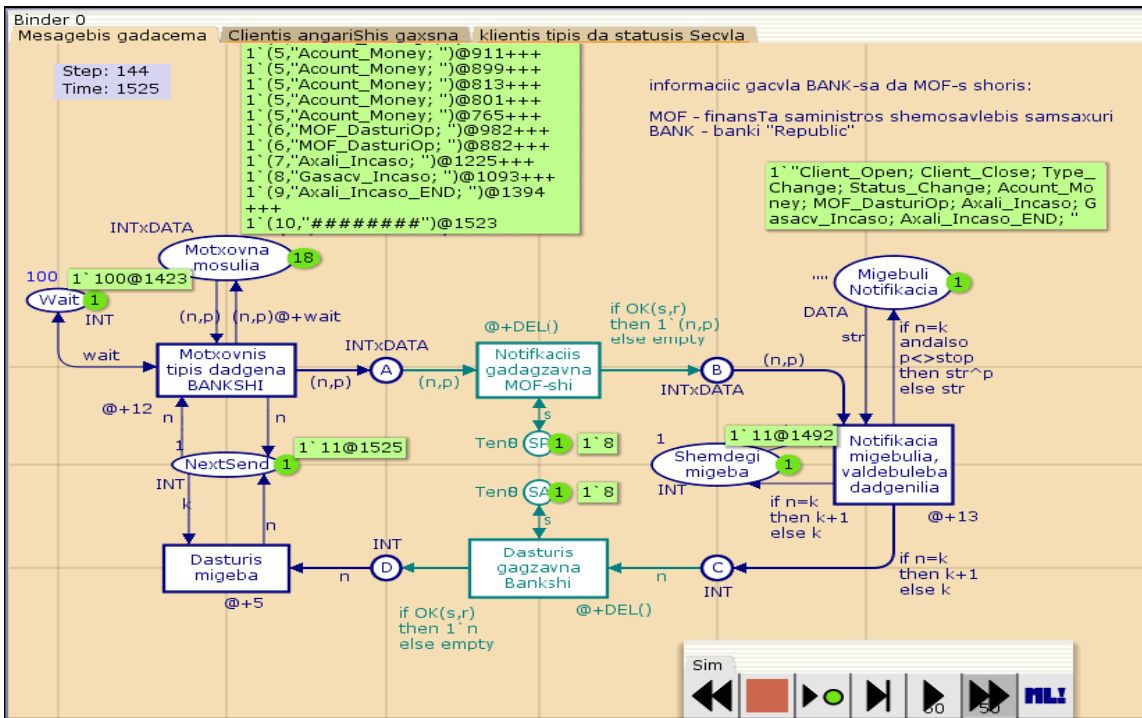 Binder 0
Mesagebis gadacema
Clientis angariShis gaxsna
klientis tipis da statusis Secvla
Step: 144
Time: 1525
1`(5,"Acount_Money; ")@911+++
1`(5,"Acount_Money; ")@899+++
1`(5,"Acount_Money; ")@813+++
1`(5,"Acount_Money; ")@801+++
1`(5,"Acount_Money; ")@765+++
1`(6,"MOF_DasturiOp; ")@982+++
1`(6,"MOF_DasturiOp; ")@882+++
1`(7,"Axali_Incaso; ")@1225+++
1`(8,"Gasacv_Incaso; ")@1093+++
1`(9,"Axali_Incaso_END; ")@1394
+++
1`(10,"########")@1523
informaciic gacvla BANK-sa da MOF-s shoris:
MOF - finansTa saministros shemosavlebis samsaxuri
BANK - banki "Republic"
1`"Client_Open; Client_Close; Type_
Change; Status_Change; Acount_Mo
ney; MOF_DasturiOp; Axali_Incaso; G
asacv_Incaso; Axali_Incaso_END; "
INTxDATA
Motxovna
mosulia
18
100
1`100@1423
Wait
1
INT
wait
(n,p)
(n,p)@+wait
Motxovnis
tipis dadgena
BANKSHI
@+12
INTxDATA
A
(n,p)
(n,p)
@+DEL()
Notifkaciis
gadagzavna
MOF-shi
if OK(s,r)
then 1`(n,p)
else empty
B
INTxDATA
(n,p)
""
Migebuli
Notifikacia
1
DATA
str
if n=k
andalso
p<>stop
then str^p
else str
n
1
n
1`11@1525
NextSend
1
INT
k
n
s
Ten0
SP
1
1`8
Ten0
SA
1
1`8
s
1
1`11@1492
Shemdegi
migeba
1
INT
Notifikacia
migebulia,
valdebuleba
dadgenilia
@+13
if n=k
then k+1
else k
if n=k
then k+1
else k
Dasturis
migeba
@+5
n
INT
D
Dasturis
gagzavna
Bankshi
@+DEL()
if OK(s,r)
then 1`n
else empty
n
C
INT
Sim
50
ML!